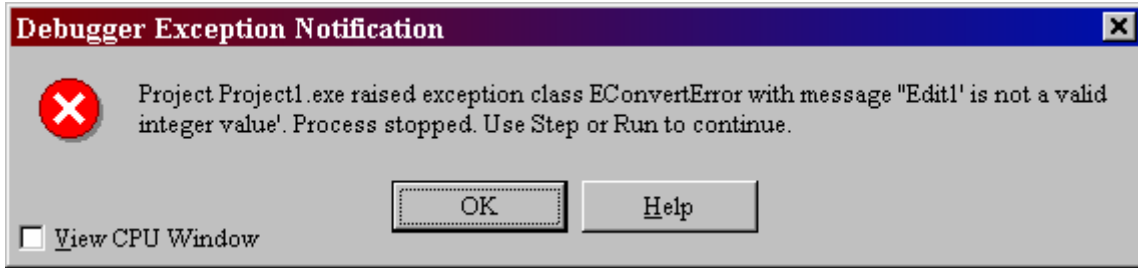 Debugger Exception Notification
Project Project1.exe raised exception class EConvertError with message ''Edit1' is not a valid
integer value'. Process stopped. Use Step or Run to continue.
OK
Help
View CPU Window